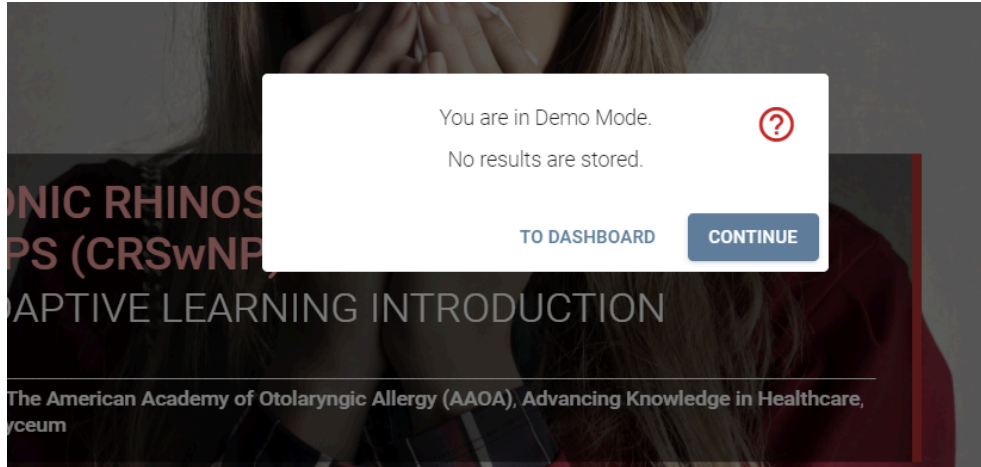 You are in Demo Mode.
No results are stored.
TO DASHBOARD CONTINUE
ONIC RHINOS
PS (CRSwNP)
DAPTIVE LEARNING INTRODUCTION
The American Academy of Otolaryngic Allergy (AAOA), Advancing Knowledge in Healthcare,
yceum